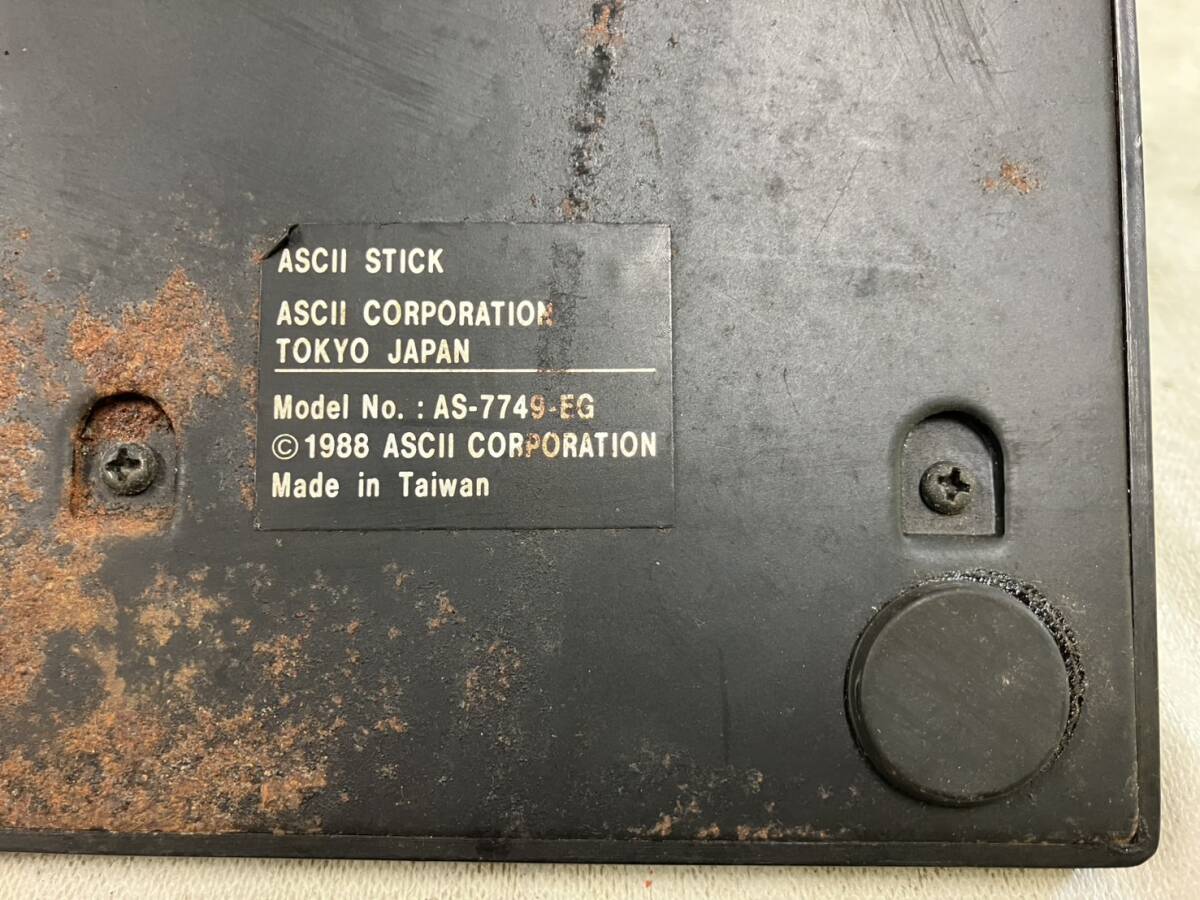 ASCII STICK
ASCII CORPORATION
TOKYO JAPAN
Model No. : AS-7749-EG
©1988 ASCII CORPORATION
Made in Taiwan